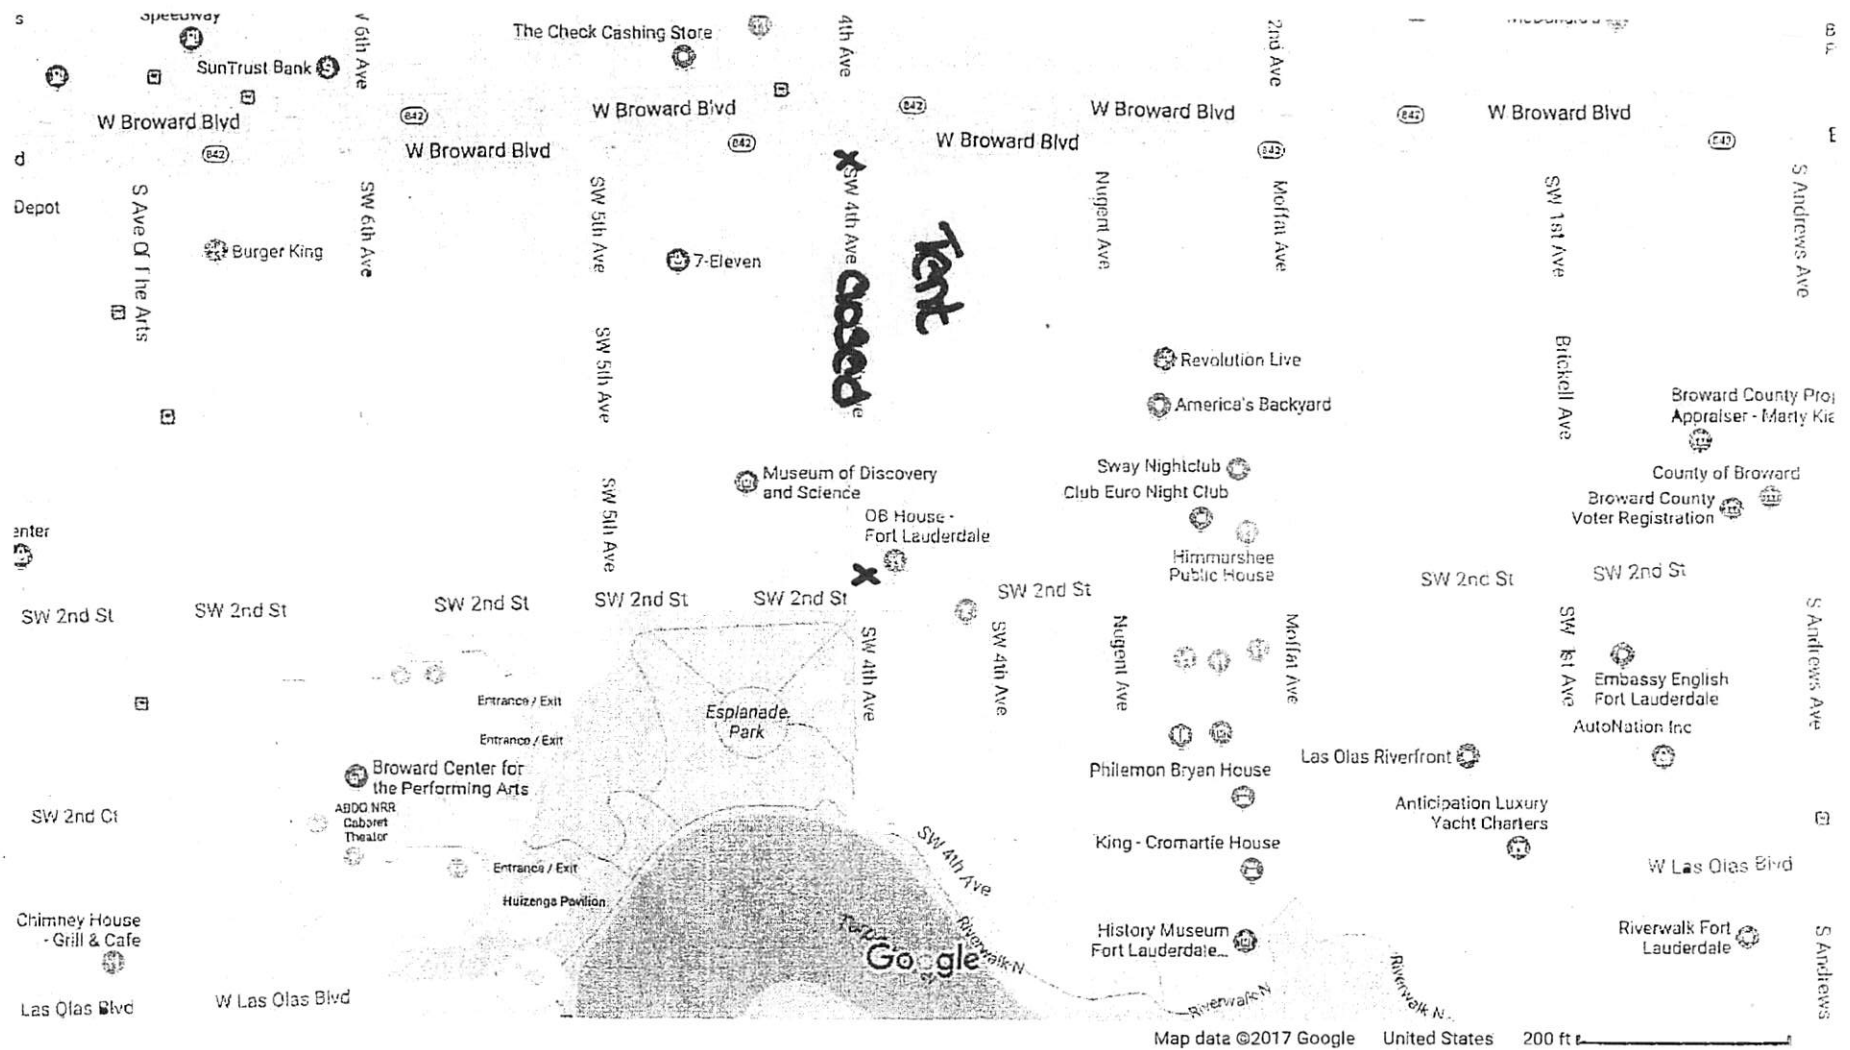 Speedway
SunTrust Bank
6th Ave
The Check Cashing Store
4th Ave
2nd Ave
McDonald's
W Broward Blvd
842
W Broward Blvd
842
W Broward Blvd
842
W Broward Blvd
842
W Broward Blvd
842
842
W Broward Blvd
842
d
Depot
S Ave Of The Arts
Burger King
SW 6th Ave
SW 5th Ave
7-Eleven
X
SW 4th Ave
Closed
Tent
Nugent Ave
Moffat Ave
SW 1st Ave
S Andrews Ave
SW 5th Ave
Revolution Live
America's Backyard
Brickell Ave
Broward County Prop
Appraiser - Marty Kia
County of Broward
Broward County
Voter Registration
Museum of Discovery
and Science
SW 5th Ave
OB House -
Fort Lauderdale
X
Sway Nightclub
Club Euro Night Club
Himmarshee
Public House
enter
SW 2nd St
SW 2nd St
SW 2nd St
SW 2nd St
SW 2nd St
SW 2nd St
SW 2nd St
SW 2nd St
SW 4th Ave
SW 4th Ave
Nugent Ave
Moffat Ave
SW 1st Ave
S Andrews Ave
Entrance / Exit
Entrance / Exit
Esplanade
Park
Embassy English
Fort Lauderdale
AutoNation Inc
Broward Center for
the Performing Arts
ABDO NRR
Cabaret
Theater
SW 2nd Ct
Philemon Bryan House
Las Olas Riverfront
Anticipation Luxury
Yacht Charters
King - Cromartie House
W Las Olas Blvd
Entrance / Exit
Huizenga Pavilion
SW 4th Ave
Chimney House
- Grill & Cafe
Google
Riverwalk N
History Museum
Fort Lauderdale...
Riverwalk Fort
Lauderdale
S Andrews
Las Olas Blvd
W Las Olas Blvd
Riverwalk N
Riverwalk N
Map data ©2017 Google United States 200 ft